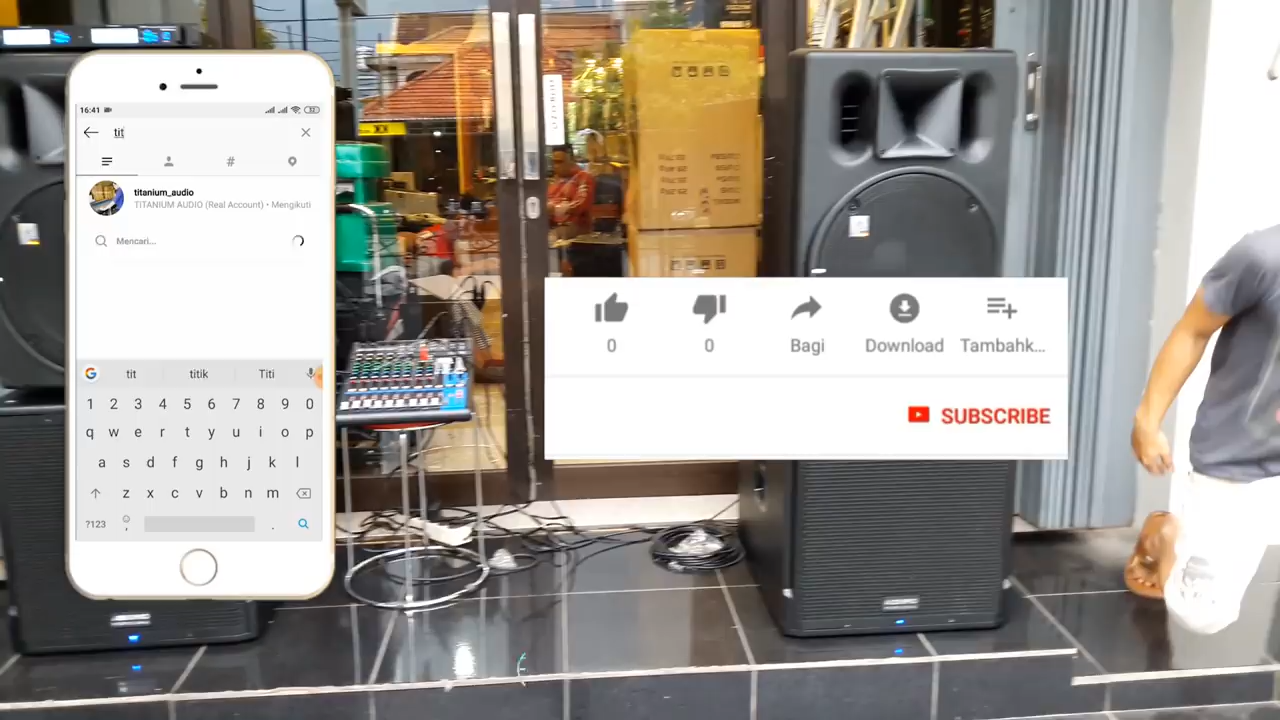 16:41
tit
#
titanium_audio
TITANIUM AUDIO (Real Account) • Mengikuti
Mencari...
G tit titik Titi
1 2 3 4 5 6 7 8 9 0
q w e r t y u i o p
a s d f g h j k l
z x c v b n m
?123 , .
0 0 Bagi Download Tambahk...
SUBSCRIBE